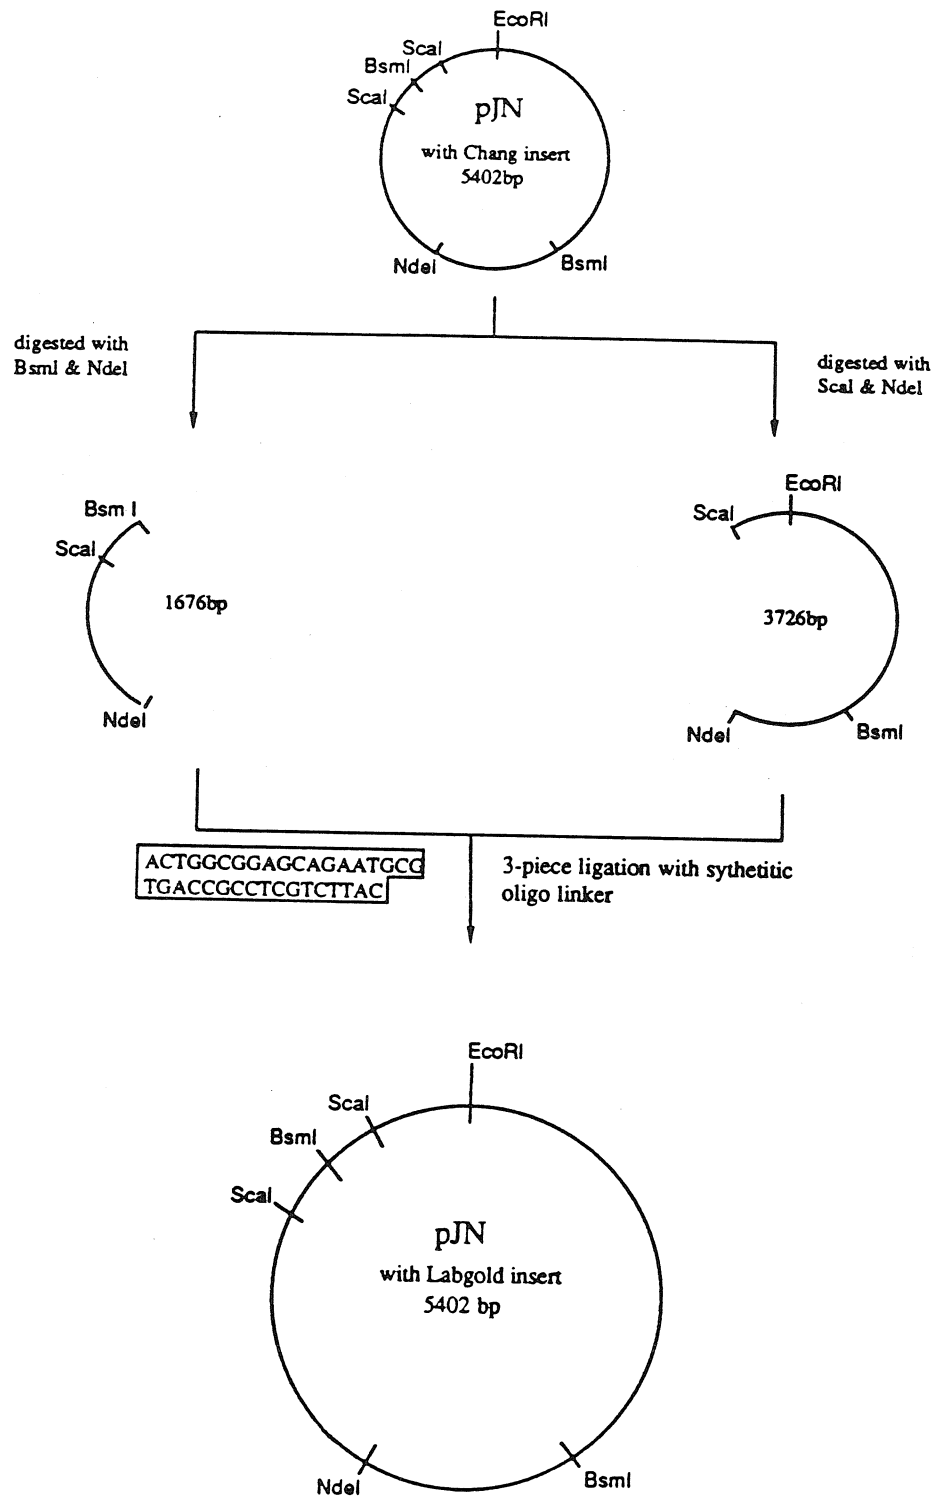 EcoRI
ScaI
BsmI
ScaI
pJN
with Chang insert
5402bp
NdeI
BsmI
digested with
BsmI & NdeI
digested with
ScaI & NdeI
EcoRI
Bsm I
ScaI
ScaI
1676bp
3726bp
NdeI
NdeI
BsmI
ACTGGCGGAGCAGAATGCG
TGACCGCCTCGTCTTAC
3-piece ligation with sythetitic
oligo linker
EcoRI
ScaI
BsmI
ScaI
pJN
with Labgold insert
5402 bp
NdeI
BsmI